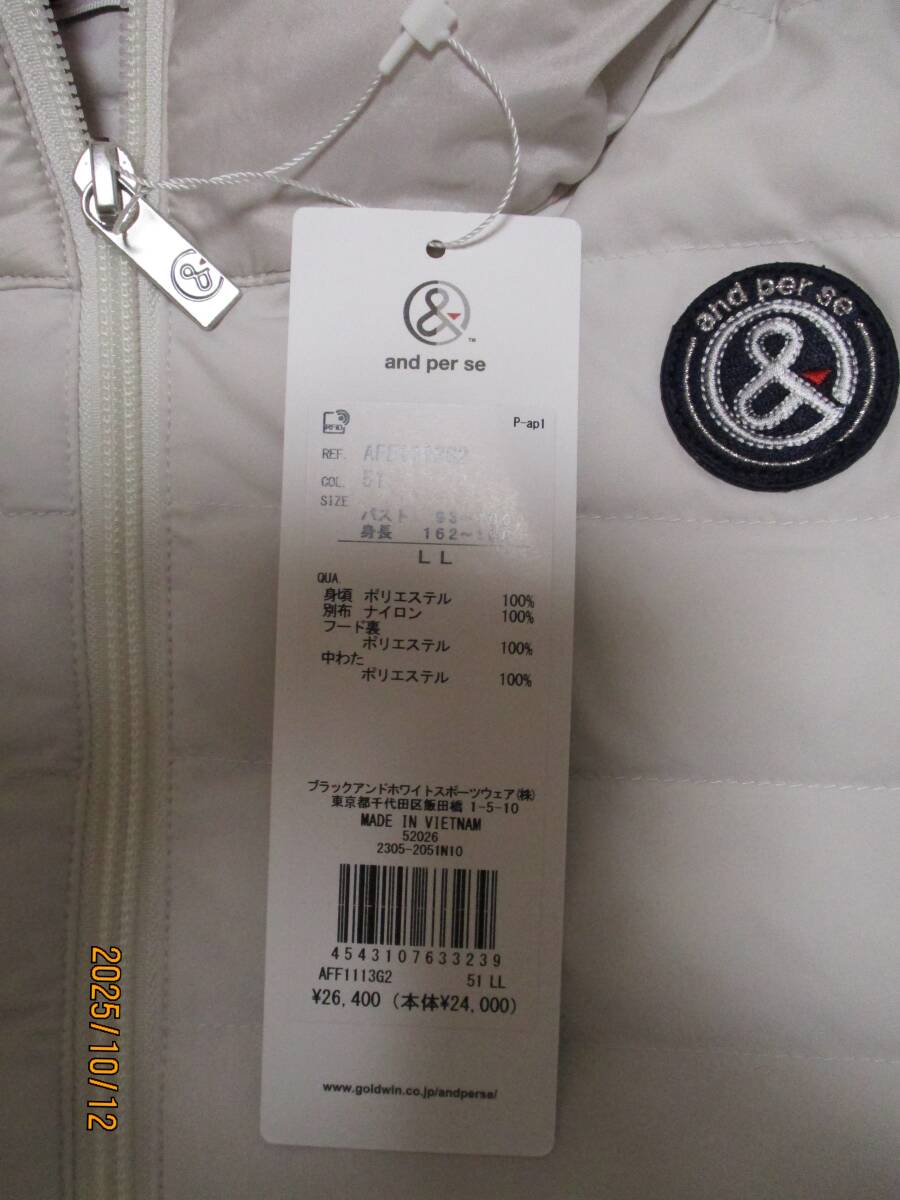 and per se
and per se
P-apl
RFID
REF. AFF1113G2
COL. 51
SIZE
バスト 93~
身長 162~
LL
QUA.
身頃 ポリエステル 100%
別布 ナイロン 100%
フード裏
ポリエステル 100%
中わた
ポリエステル 100%
ブラックアンドホワイトスポーツウェア(株)
東京都千代田区飯田橋 1-5-10
MADE IN VIETNAM
52026
2305-2051N10
4543107633239
AFF1113G2 51 LL
¥26,400 (本体¥24,000)
www.goldwin.co.jp/andperse/
2025/10/12